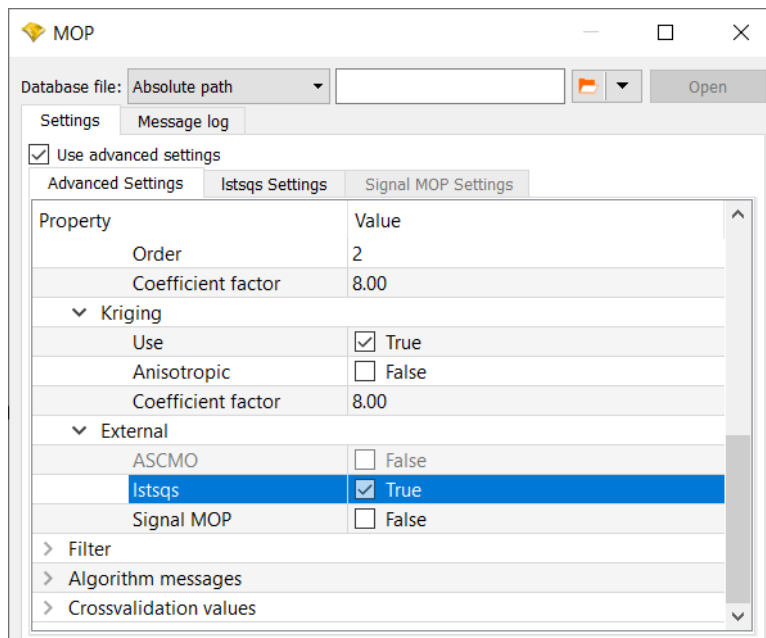 MOP
Database file: Absolute path Open
Settings Message log
Use advanced settings
Advanced Settings lstsqs Settings Signal MOP Settings
Property Value
Order 2
Coefficient factor 8.00
Kriging
Use True
Anisotropic False
Coefficient factor 8.00
External
ASCMO False
lstsqs True
Signal MOP False
Filter
Algorithm messages
Crossvalidation values